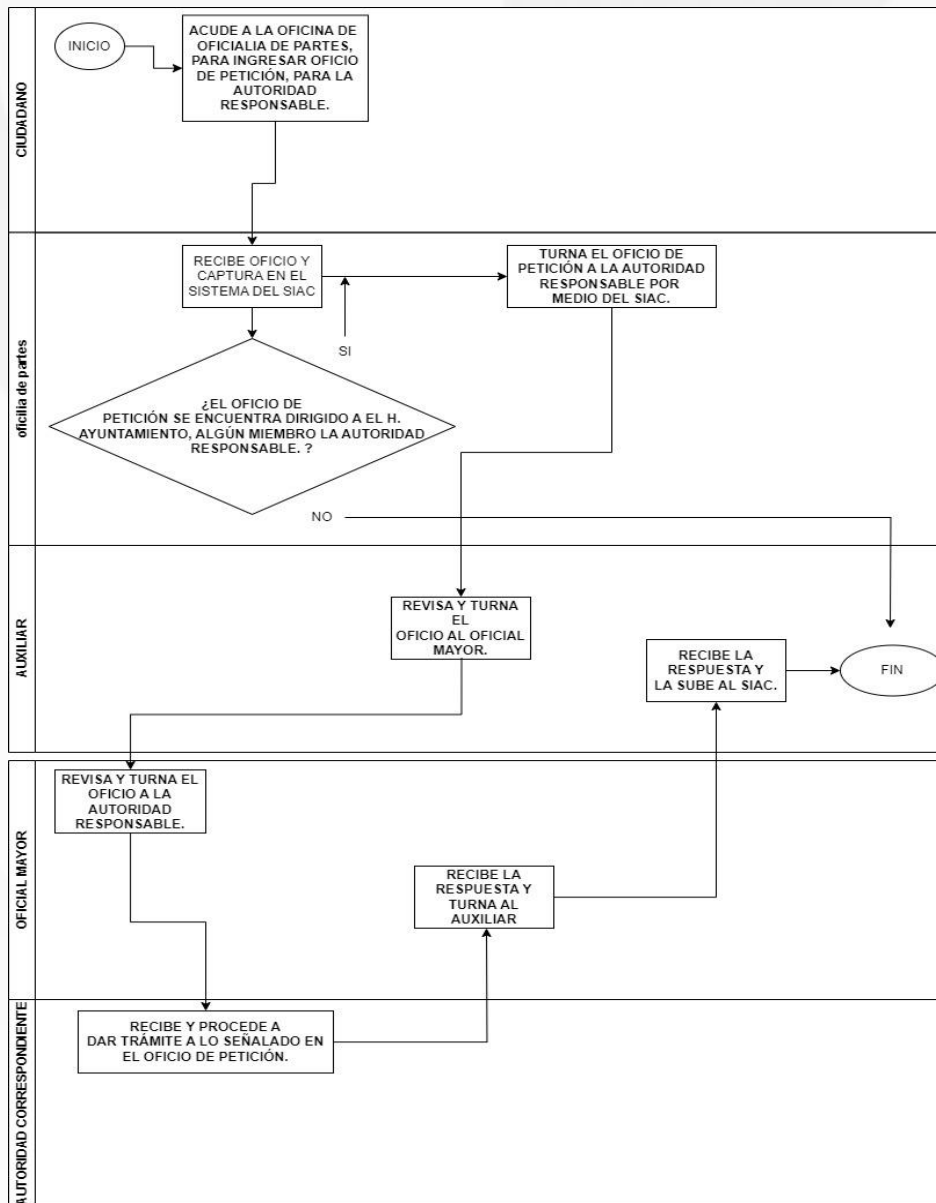 CIUDADANO
INICIO
ACUDE A LA OFICINA DE
OFICIALIA DE PARTES,
PARA INGRESAR OFICIO
DE PETICIÓN, PARA LA
AUTORIDAD
RESPONSABLE.
oficilia de partes
RECIBE OFICIO Y
CAPTURA EN EL
SISTEMA DEL SIAC
TURNA EL OFICIO DE
PETICIÓN A LA AUTORIDAD
RESPONSABLE POR
MEDIO DEL SIAC.
SI
¿EL OFICIO DE
PETICIÓN SE ENCUENTRA DIRIGIDO A EL H.
AYUNTAMIENTO, ALGÚN MIEMBRO LA AUTORIDAD
RESPONSABLE. ?
NO
AUXILIAR
REVISA Y TURNA
EL
OFICIO AL OFICIAL
MAYOR.
RECIBE LA
RESPUESTA Y
LA SUBE AL SIAC.
FIN
OFICIAL MAYOR
REVISA Y TURNA EL
OFICIO A LA
AUTORIDAD
RESPONSABLE.
RECIBE LA
RESPUESTA Y
TURNA AL
AUXILIAR
AUTORIDAD CORRESPONDIENTE
RECIBE Y PROCEDE A
DAR TRÁMITE A LO SEÑALADO EN
EL OFICIO DE PETICIÓN.